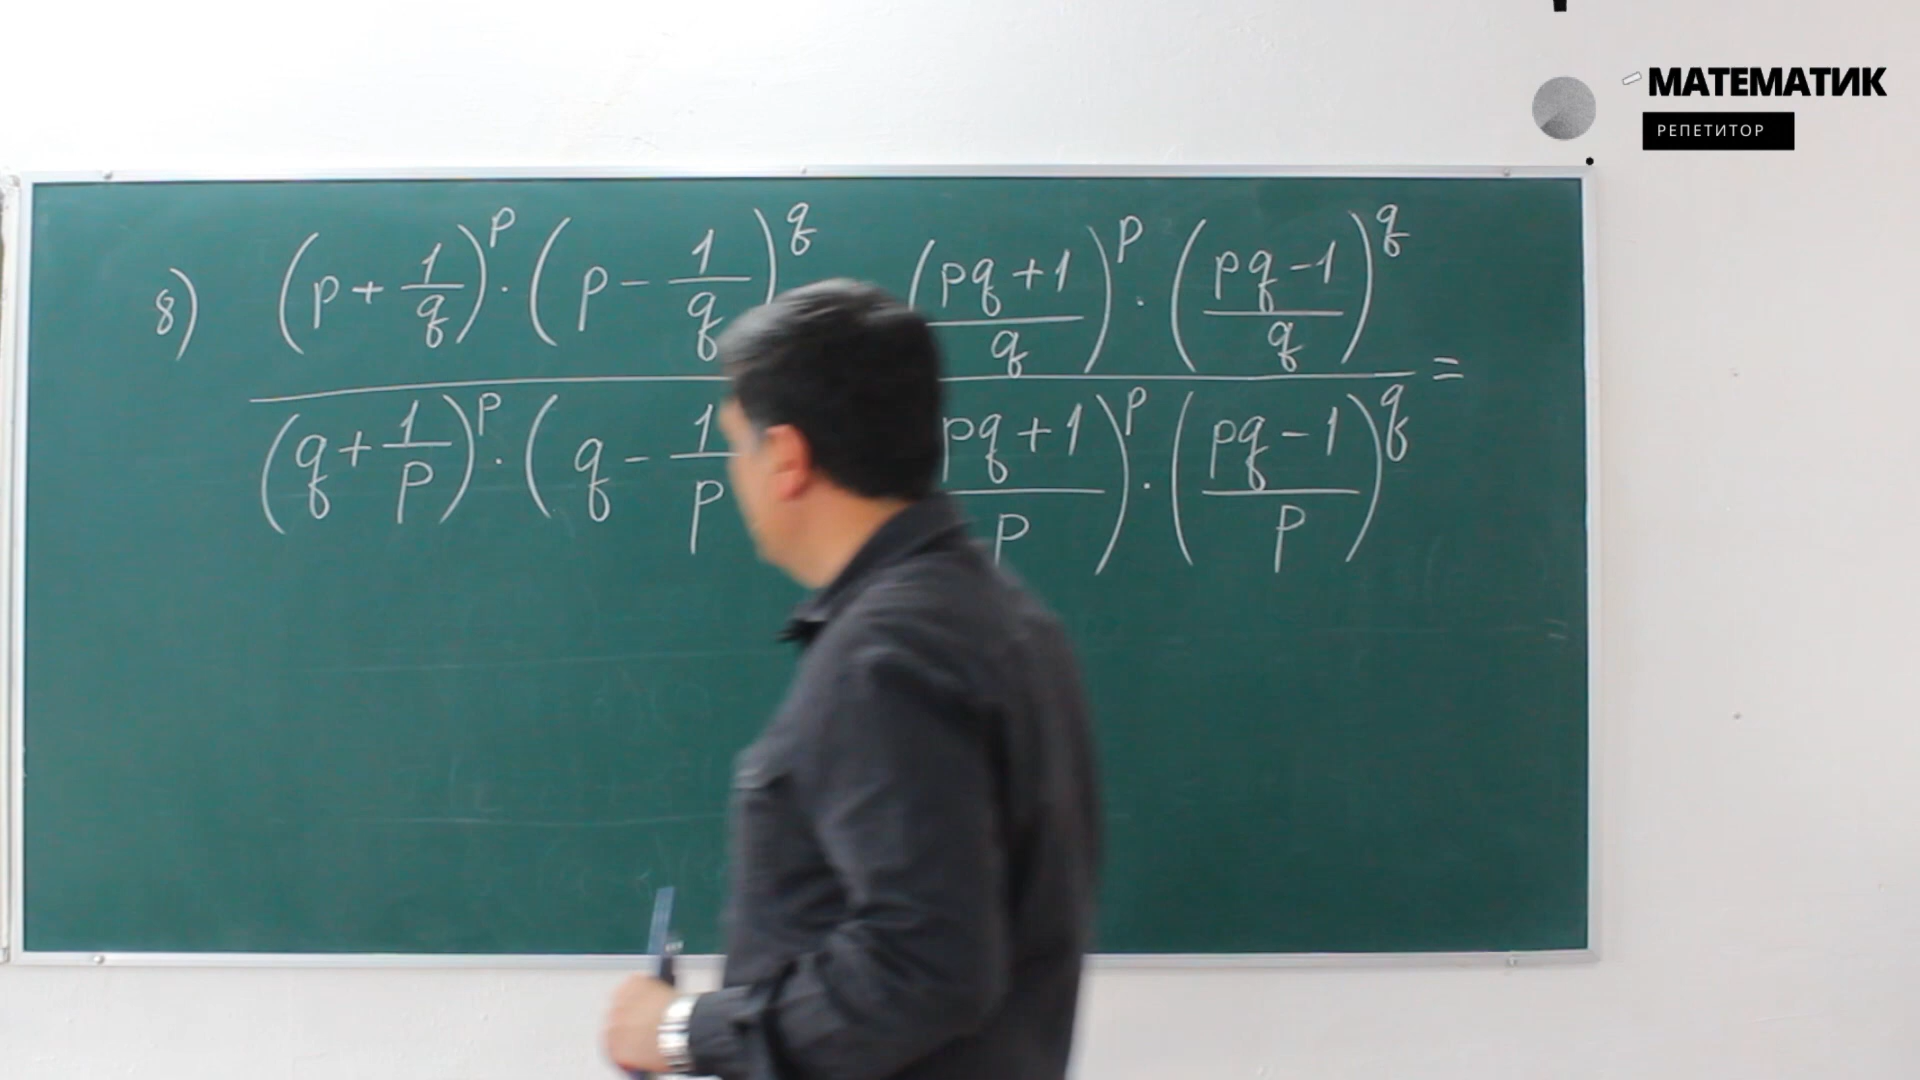 МАТЕМАТИК
РЕПЕТИТОР
8) (p + 1/q)^p · (p − 1/q)^q (pq+1/q)^p · (pq−1/q)^q
(q + 1/p)^p · (q − 1/p pq+1/p)^p · (pq−1/p)^q =